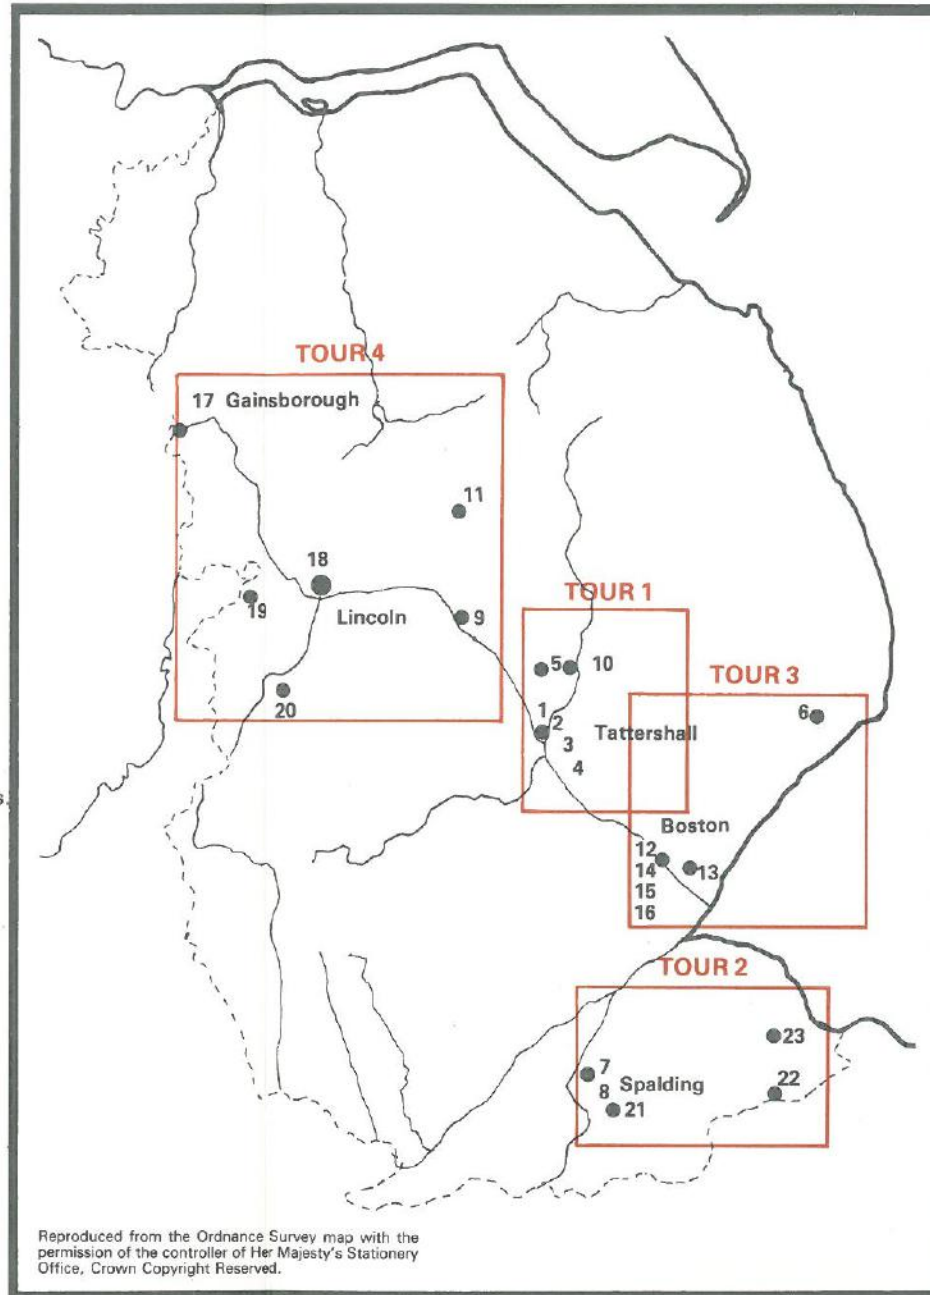 TOUR 4
17 Gainsborough
11
18
Lincoln
19
9
20
TOUR 1
5
10
1
2
Tattershall
3
4
TOUR 3
6
Boston
12
13
14
15
16
TOUR 2
23
7
Spalding
22
8
21
s.
Reproduced from the Ordnance Survey map with the
permission of the controller of Her Majesty's Stationery
Office, Crown Copyright Reserved.